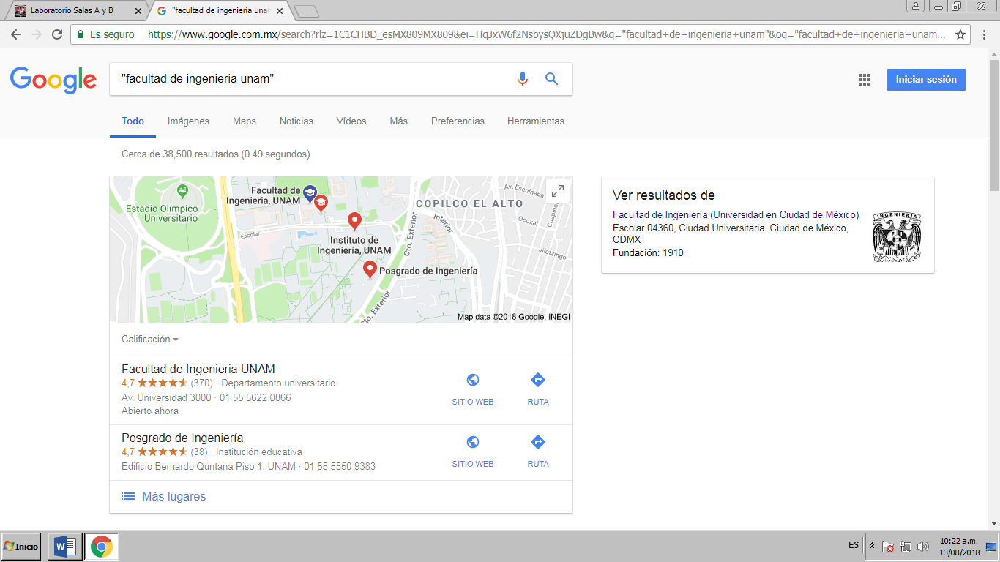 Laboratorio Salas A y B
"facultad de ingenieria unar
Es seguro
https://www.google.com.mx/search?rlz=1C1CHBD_esMX809MX809&ei=HqJxW6f2NsbysQXjuZDgBw&q="facultad+de+ingenieria+unam"&oq="facultad+de+ingenieria+unam...
Google
"facultad de ingenieria unam"
Iniciar sesión
Todo Imágenes Maps Noticias Vídeos Más Preferencias Herramientas
Cerca de 38,500 resultados (0.49 segundos)
Estadio Olímpico
Universitario
Facultad de
Ingenieria, UNAM
COPILCO EL ALTO
Av. Escuinapa
Cuapinol
Ocoxal
Interior
Escolar
Cto. Exterior
Instituto de
Ingeniería, UNAM
Jilotzingo
Posgrado de Ingeniería
Cto. Exterior
Map data ©2018 Google, INEGI
Calificación
Facultad de Ingenieria UNAM
4,7 (370) · Departamento universitario
Av. Universidad 3000 · 01 55 5622 0866
Abierto ahora
SITIO WEB
RUTA
Posgrado de Ingeniería
4,7 (38) · Institución educativa
Edificio Bernardo Quntana Piso 1, UNAM · 01 55 5550 9383
SITIO WEB
RUTA
Más lugares
Ver resultados de
Facultad de Ingeniería (Universidad en Ciudad de México)
Escolar 04360, Ciudad Universitaria, Ciudad de México,
CDMX
Fundación: 1910
INGENIERIA
Inicio
ES
10:22 a.m.
13/08/2018